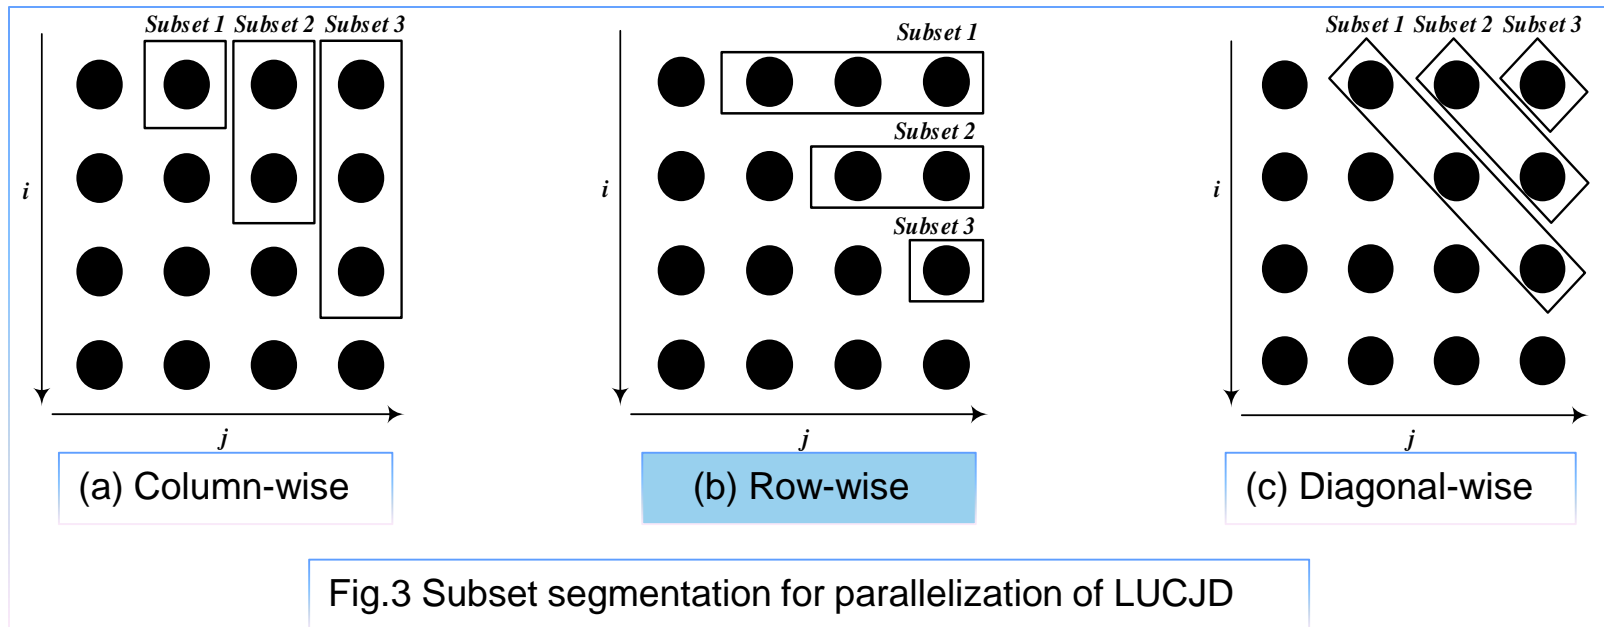 Subset 1 Subset 2 Subset 3
i
j
(a) Column-wise
Subset 1
Subset 2
Subset 3
i
j
(b) Row-wise
Subset 1 Subset 2 Subset 3
i
j
(c) Diagonal-wise
Fig.3 Subset segmentation for parallelization of LUCJD